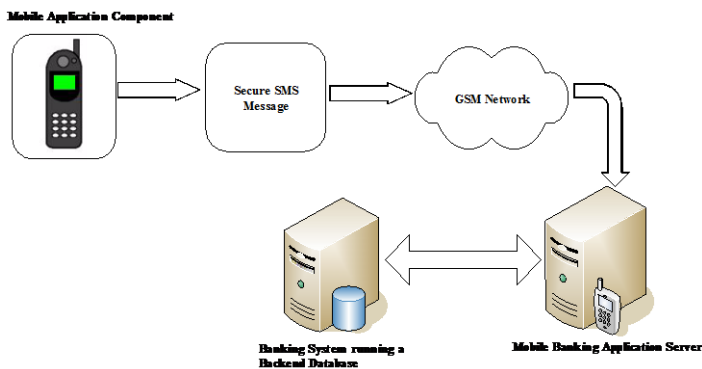 Mobile Application Component
Secure SMS
Message
GSM Network
Banking System running a
Backend Database
Mobile Banking Application Server